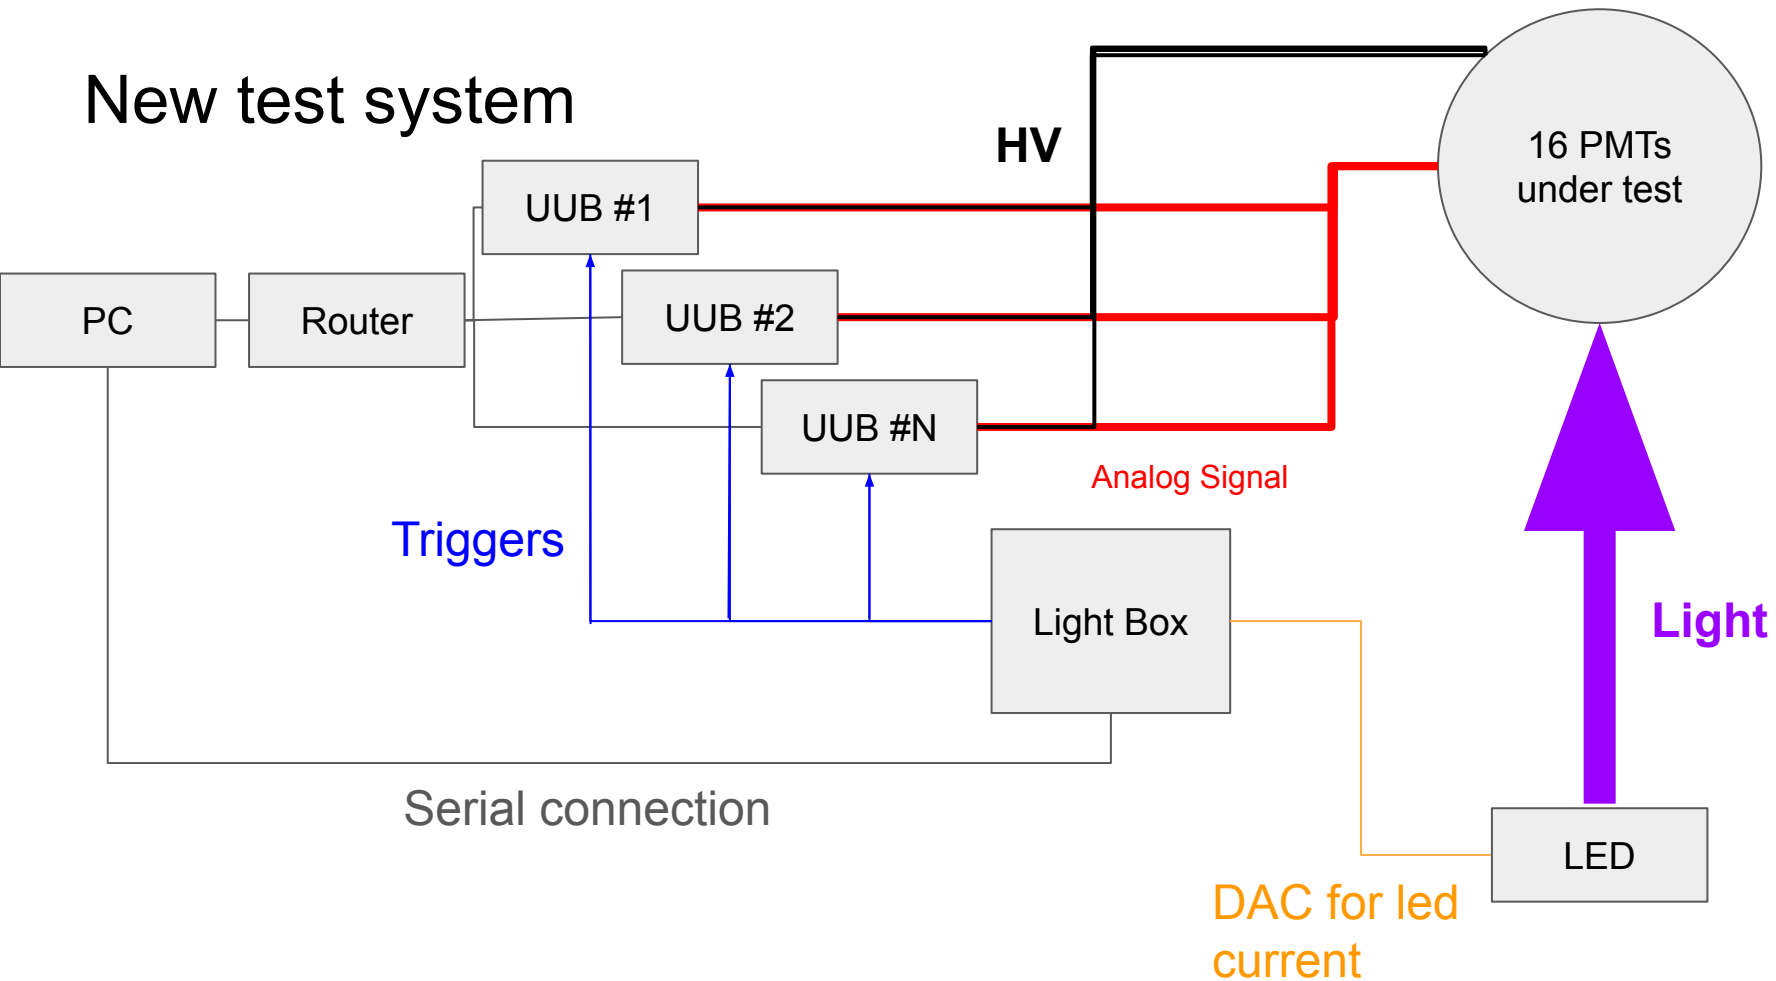 New test system
HV
16 PMTs
under test
UUB #1
PC
Router
UUB #2
UUB #N
Analog Signal
Triggers
Light Box
Light
Serial connection
LED
DAC for led
current